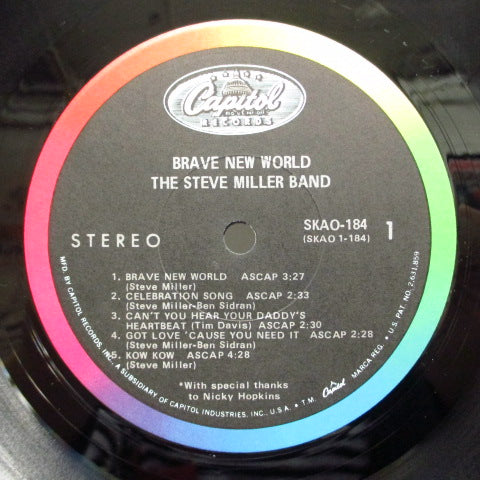 Capitol
RECORDS
BRAVE NEW WORLD
THE STEVE MILLER BAND
STEREO
SKAO-184
(SKAO 1-184)
1
1. BRAVE NEW WORLD ASCAP 3:27
(Steve Miller)
2. CELEBRATION SONG ASCAP 2:33
(Steve Miller-Ben Sidran)
3. CAN'T YOU HEAR YOUR DADDY'S
HEARTBEAT (Tim Davis) ASCAP 2:30
4. GOT LOVE 'CAUSE YOU NEED IT ASCAP 2:28
(Steve Miller-Ben Sidran)
5. KOW KOW ASCAP 4:28
(Steve Miller)
*With special thanks
to Nicky Hopkins
MFD. BY CAPITOL RECORDS, INC. A SUBSIDIARY OF CAPITOL INDUSTRIES, INC., U.S.A. • T.M. Capitol MARCA REG. • U.S. PAT. NO. 2,631,859